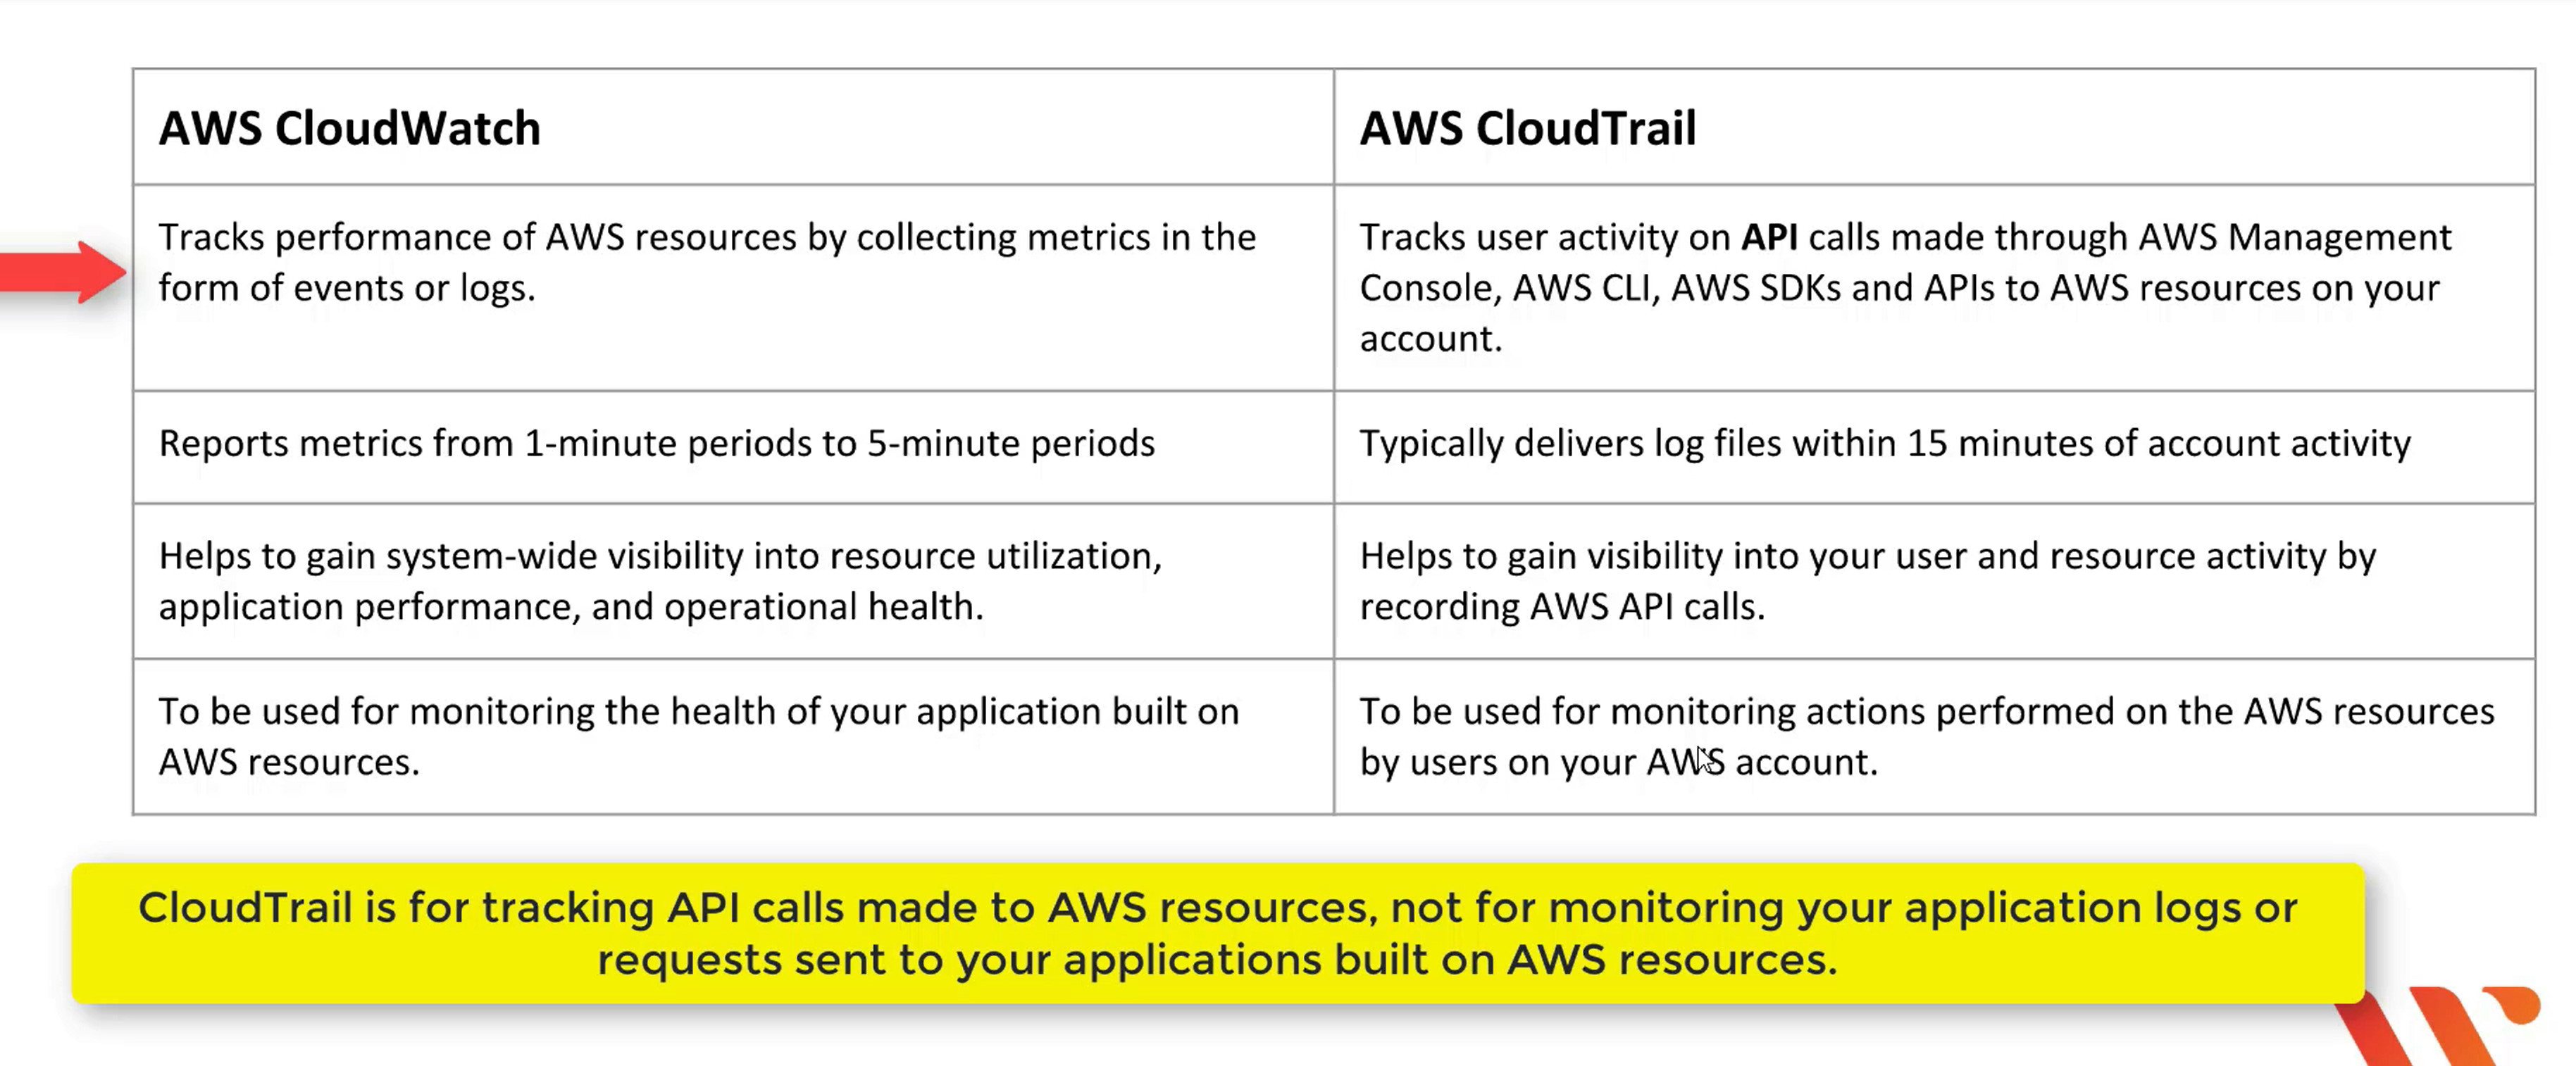 AWS CloudWatch
AWS CloudTrail
Tracks performance of AWS resources by collecting metrics in the
form of events or logs.
Tracks user activity on API calls made through AWS Management
Console, AWS CLI, AWS SDKs and APIs to AWS resources on your
account.
Reports metrics from 1-minute periods to 5-minute periods
Typically delivers log files within 15 minutes of account activity
Helps to gain system-wide visibility into resource utilization,
application performance, and operational health.
Helps to gain visibility into your user and resource activity by
recording AWS API calls.
To be used for monitoring the health of your application built on
AWS resources.
To be used for monitoring actions performed on the AWS resources
by users on your AWS account.
CloudTrail is for tracking API calls made to AWS resources, not for monitoring your application logs or
requests sent to your applications built on AWS resources.